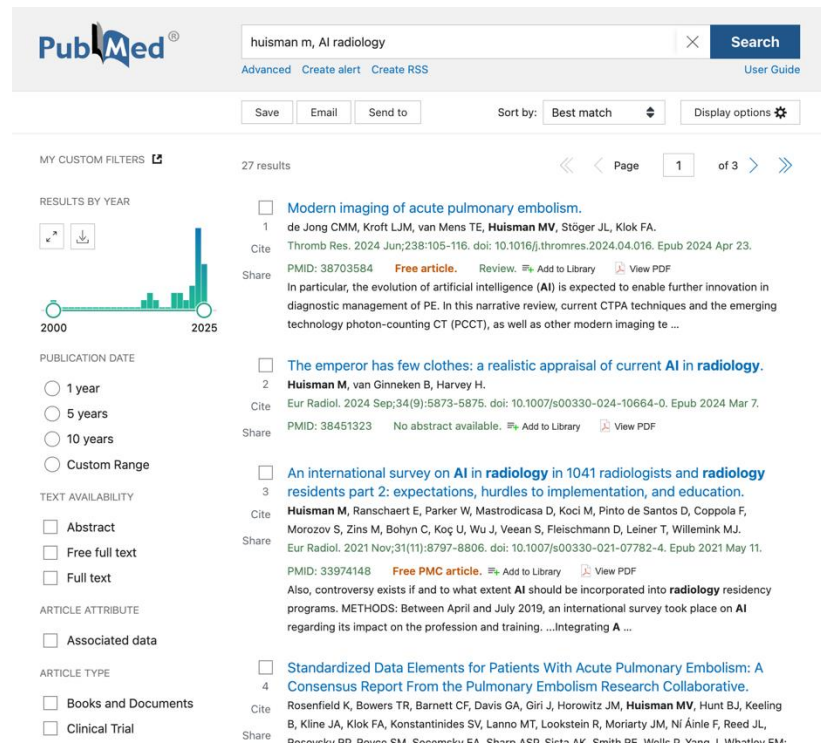 PubMed®
huisman m, AI radiology
Search
Advanced Create alert Create RSS
User Guide
Save Email Send to
Sort by: Best match
Display options
MY CUSTOM FILTERS
27 results
Page 1 of 3
RESULTS BY YEAR
2000 2025
PUBLICATION DATE
1 year
5 years
10 years
Custom Range
TEXT AVAILABILITY
Abstract
Free full text
Full text
ARTICLE ATTRIBUTE
Associated data
ARTICLE TYPE
Books and Documents
Clinical Trial
1
Cite
Share
Modern imaging of acute pulmonary embolism.
de Jong CMM, Kroft LJM, van Mens TE, Huisman MV, Stöger JL, Klok FA.
Thromb Res. 2024 Jun;238:105-116. doi: 10.1016/j.thromres.2024.04.016. Epub 2024 Apr 23.
PMID: 38703584 Free article. Review. Add to Library View PDF
In particular, the evolution of artificial intelligence (AI) is expected to enable further innovation in
diagnostic management of PE. In this narrative review, current CTPA techniques and the emerging
technology photon-counting CT (PCCT), as well as other modern imaging te ...
2
Cite
Share
The emperor has few clothes: a realistic appraisal of current AI in radiology.
Huisman M, van Ginneken B, Harvey H.
Eur Radiol. 2024 Sep;34(9):5873-5875. doi: 10.1007/s00330-024-10664-0. Epub 2024 Mar 7.
PMID: 38451323 No abstract available. Add to Library View PDF
3
Cite
Share
An international survey on AI in radiology in 1041 radiologists and radiology
residents part 2: expectations, hurdles to implementation, and education.
Huisman M, Ranschaert E, Parker W, Mastrodicasa D, Koci M, Pinto de Santos D, Coppola F,
Morozov S, Zins M, Bohyn C, Koç U, Wu J, Veean S, Fleischmann D, Leiner T, Willemink MJ.
Eur Radiol. 2021 Nov;31(11):8797-8806. doi: 10.1007/s00330-021-07782-4. Epub 2021 May 11.
PMID: 33974148 Free PMC article. Add to Library View PDF
Also, controversy exists if and to what extent AI should be incorporated into radiology residency
programs. METHODS: Between April and July 2019, an international survey took place on AI
regarding its impact on the profession and training. ...Integrating A ...
4
Cite
Share
Standardized Data Elements for Patients With Acute Pulmonary Embolism: A
Consensus Report From the Pulmonary Embolism Research Collaborative.
Rosenfield K, Bowers TR, Barnett CF, Davis GA, Giri J, Horowitz JM, Huisman MV, Hunt BJ, Keeling
B, Kline JA, Klok FA, Konstantinides SV, Lanno MT, Lookstein R, Moriarty JM, Ní Áinle F, Reed JL,